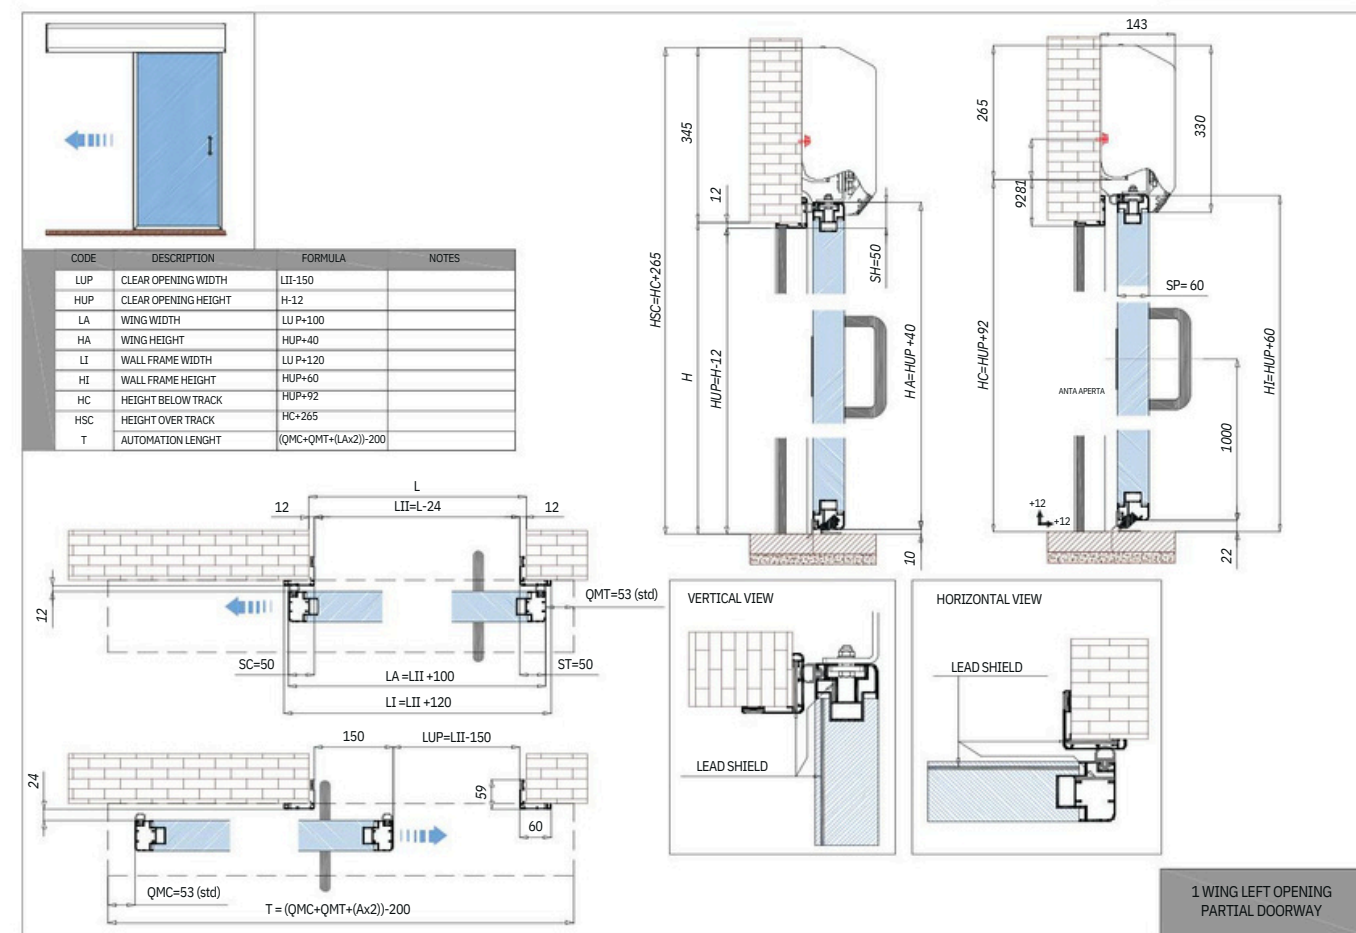 CODE DESCRIPTION FORMULA NOTES
LUP CLEAR OPENING WIDTH LII-150
HUP CLEAR OPENING HEIGHT H-12
LA WING WIDTH LU P+100
HA WING HEIGHT HUP+40
LI WALL FRAME WIDTH LU P+120
HI WALL FRAME HEIGHT HUP+60
HC HEIGHT BELOW TRACK HUP+92
HSC HEIGHT OVER TRACK HC+265
T AUTOMATION LENGHT (QMC+QMT+(LAx2))-200
L
12 LII=L-24 12
12
QMT=53 (std)
SC=50 ST=50
LA =LII +100
LI =LII +120
150 LUP=LII-150
24
59
60
QMC=53 (std)
T = (QMC+QMT+(Ax2))-200
345
12
HSC=HC+265
H
HUP=H-12
SH=50
H A=HUP +40
10
143
265
330
9281
SP= 60
HC=HUP+92
ANTA APERTA
HI=HUP+60
1000
+12
+12
22
VERTICAL VIEW
LEAD SHIELD
HORIZONTAL VIEW
LEAD SHIELD
1 WING LEFT OPENING
PARTIAL DOORWAY